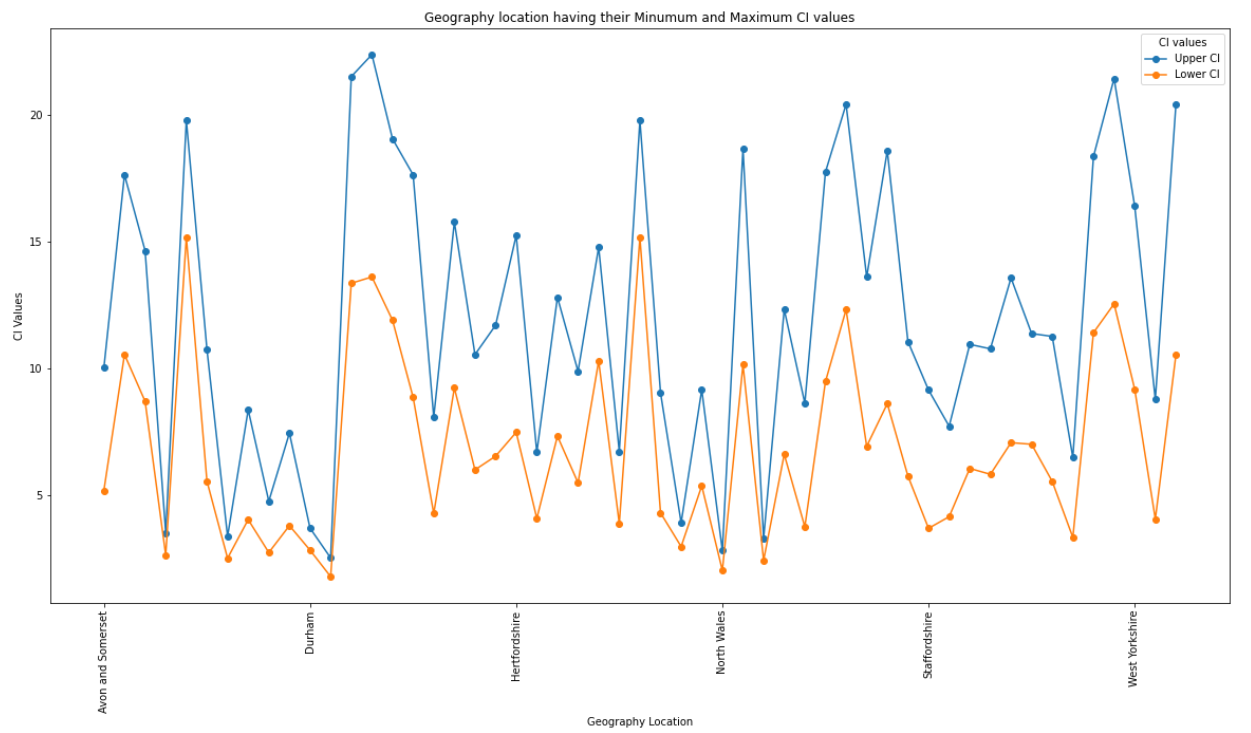 Geography location having their Minumum and Maximum CI values
CI values
Upper CI
Lower CI
CI Values
20
15
10
5
Avon and Somerset
Durham
Hertfordshire
North Wales
Staffordshire
West Yorkshire
Geography Location